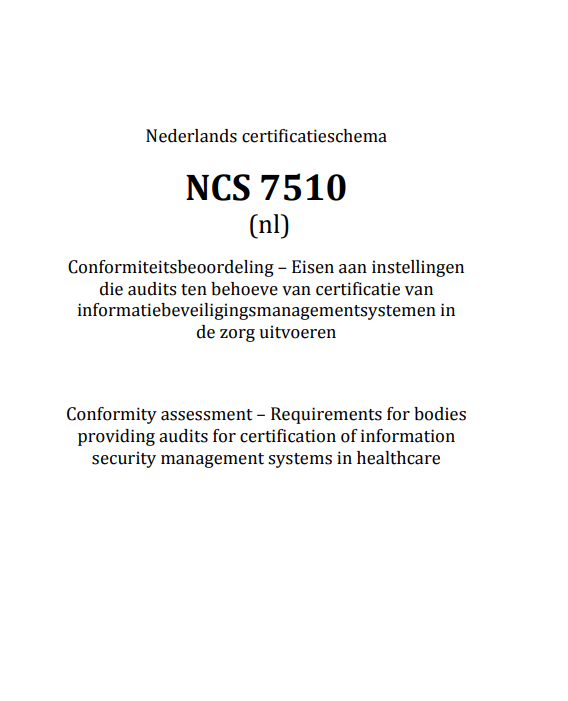 Nederlands certificatieschema
NCS 7510
(nl)
Conformiteitsbeoordeling – Eisen aan instellingen
die audits ten behoeve van certificatie van
informatiebeveiligingsmanagementsystemen in
de zorg uitvoeren
Conformity assessment – Requirements for bodies
providing audits for certification of information
security management systems in healthcare